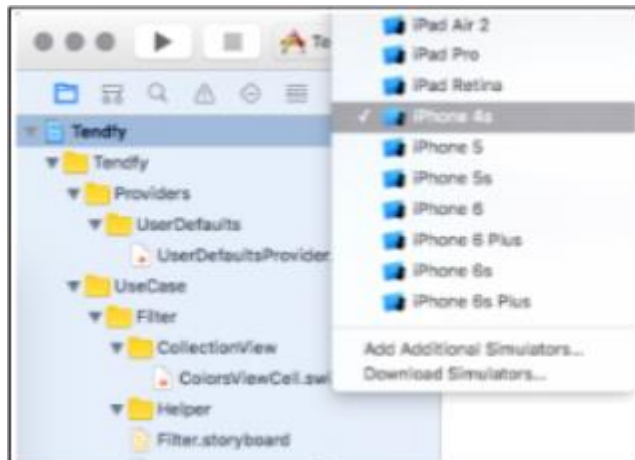 Te
iPad Air 2
iPad Pro
iPad Retina
iPhone 4s
iPhone 5
iPhone 5s
iPhone 6
iPhone 6 Plus
iPhone 6s
iPhone 6s Plus
Add Additional Simulators...
Download Simulators...
Tendfy
Tendfy
Providers
UserDefaults
UserDefaultsProvider.
UseCase
Filter
CollectionView
ColorsViewCell.swi
Helper
Filter.storyboard